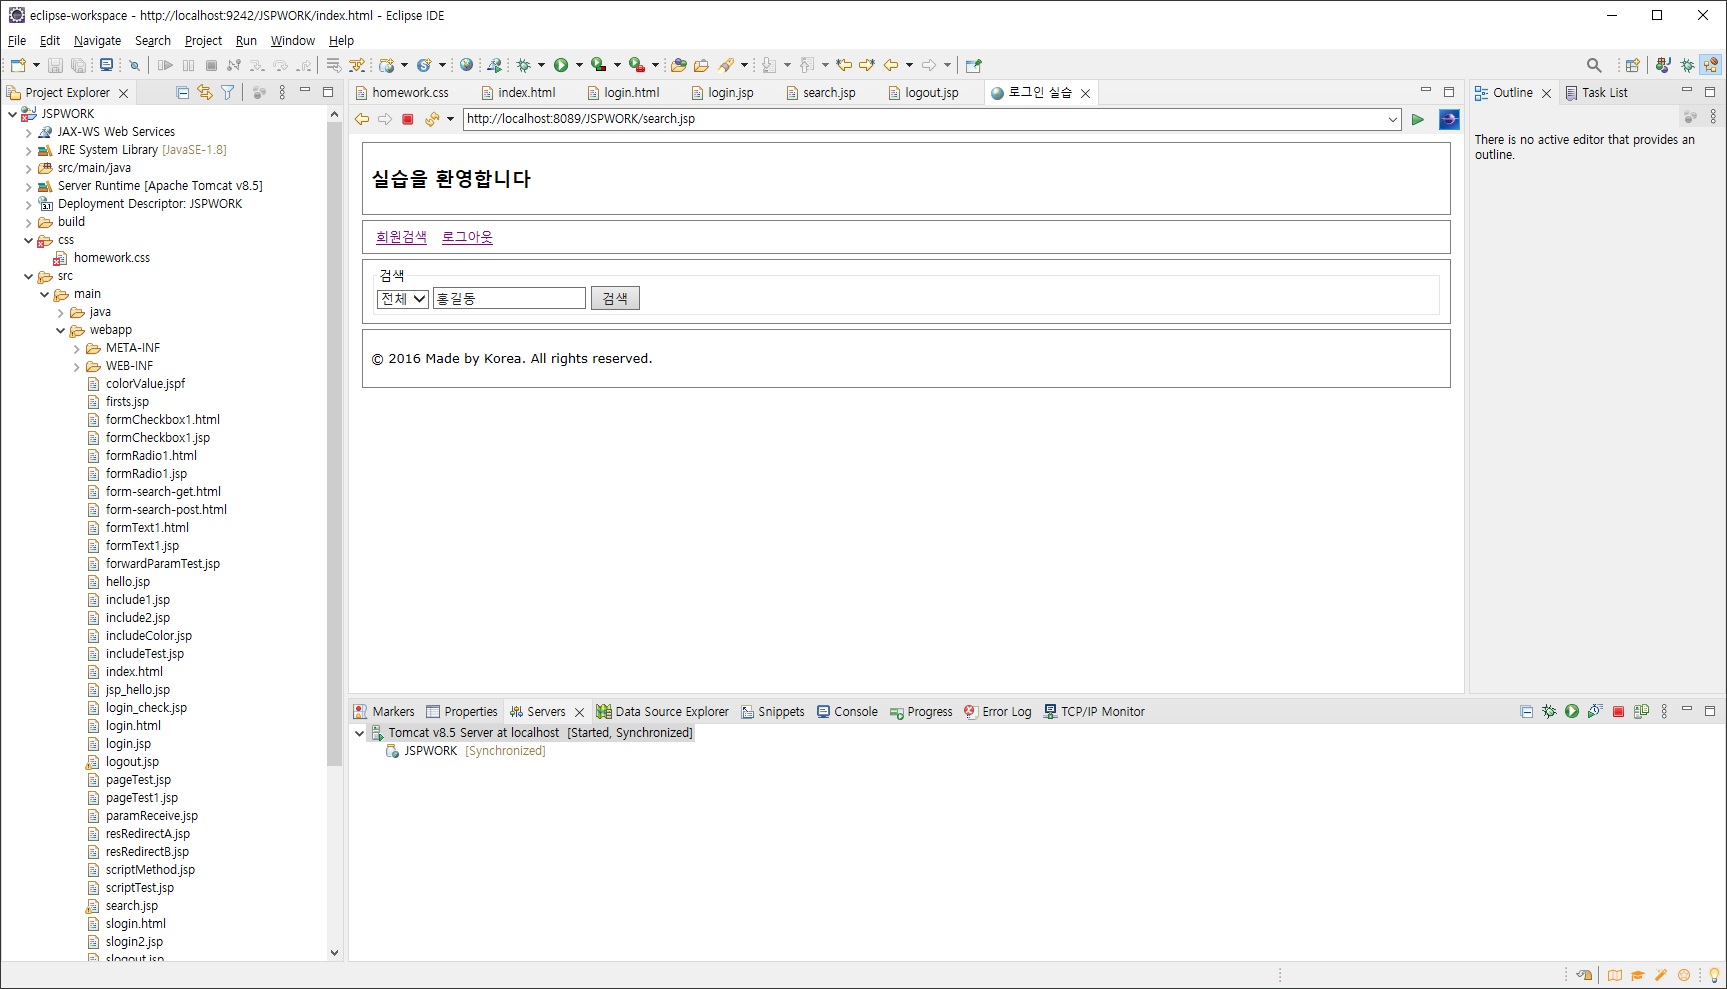 eclipse-workspace - http://localhost:9242/JSPWORK/index.html - Eclipse IDE
File Edit Navigate Search Project Run Window Help
Project Explorer
homework.css index.html login.html login.jsp search.jsp logout.jsp 로그인 실습
Outline Task List
JSPWORK
JAX-WS Web Services
JRE System Library [JavaSE-1.8]
src/main/java
Server Runtime [Apache Tomcat v8.5]
Deployment Descriptor: JSPWORK
build
css
homework.css
src
main
java
webapp
META-INF
WEB-INF
colorValue.jspf
firsts.jsp
formCheckbox1.html
formCheckbox1.jsp
formRadio1.html
formRadio1.jsp
form-search-get.html
form-search-post.html
formText1.html
formText1.jsp
forwardParamTest.jsp
hello.jsp
include1.jsp
include2.jsp
includeColor.jsp
includeTest.jsp
index.html
jsp_hello.jsp
login_check.jsp
login.html
login.jsp
logout.jsp
pageTest.jsp
pageTest1.jsp
paramReceive.jsp
resRedirectA.jsp
resRedirectB.jsp
scriptMethod.jsp
scriptTest.jsp
search.jsp
slogin.html
slogin2.jsp
slogout.jsp
http://localhost:8089/JSPWORK/search.jsp
실습을 환영합니다
회원검색 로그아웃
검색
전체 홍길동 검색
© 2016 Made by Korea. All rights reserved.
There is no active editor that provides an
outline.
Markers Properties Servers Data Source Explorer Snippets Console Progress Error Log TCP/IP Monitor
Tomcat v8.5 Server at localhost [Started, Synchronized]
JSPWORK [Synchronized]